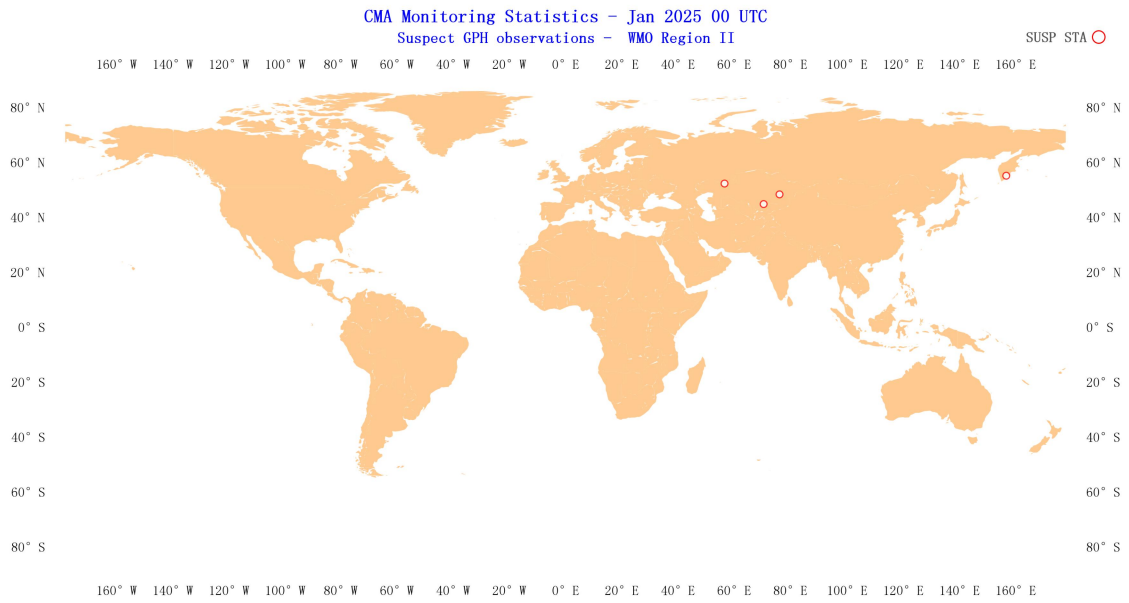 CMA Monitoring Statistics - Jan 2025 00 UTC
Suspect GPH observations - WMO Region II
SUSP STA
160° W 140° W 120° W 100° W 80° W 60° W 40° W 20° W 0° E 20° E 40° E 60° E 80° E 100° E 120° E 140° E 160° E
80° N 80° N
60° N 60° N
40° N 40° N
20° N 20° N
0° S 0° S
20° S 20° S
40° S 40° S
60° S 60° S
80° S 80° S
160° W 140° W 120° W 100° W 80° W 60° W 40° W 20° W 0° E 20° E 40° E 60° E 80° E 100° E 120° E 140° E 160° E